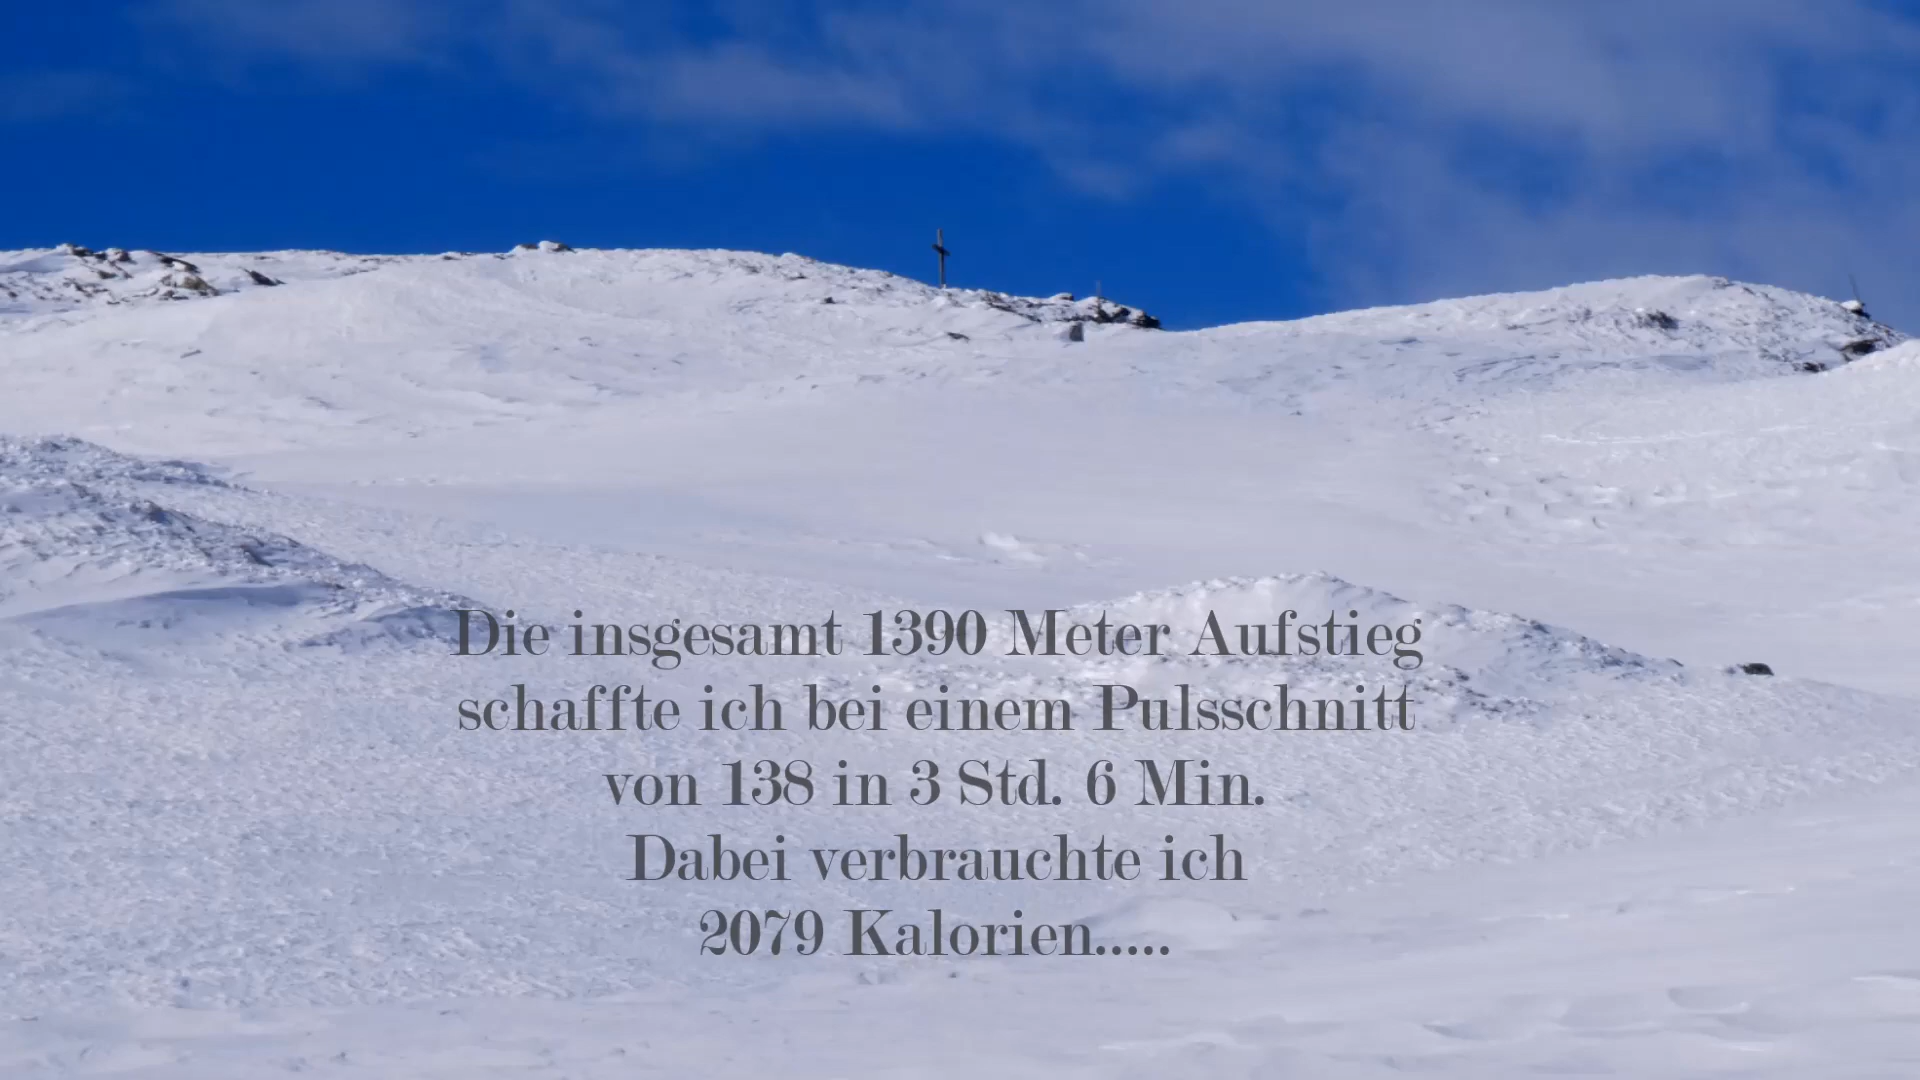 Die insgesamt 1390 Meter Aufstieg
schaffte ich bei einem Pulsschnitt
von 138 in 3 Std. 6 Min.
Dabei verbrauchte ich
2079 Kalorien.....